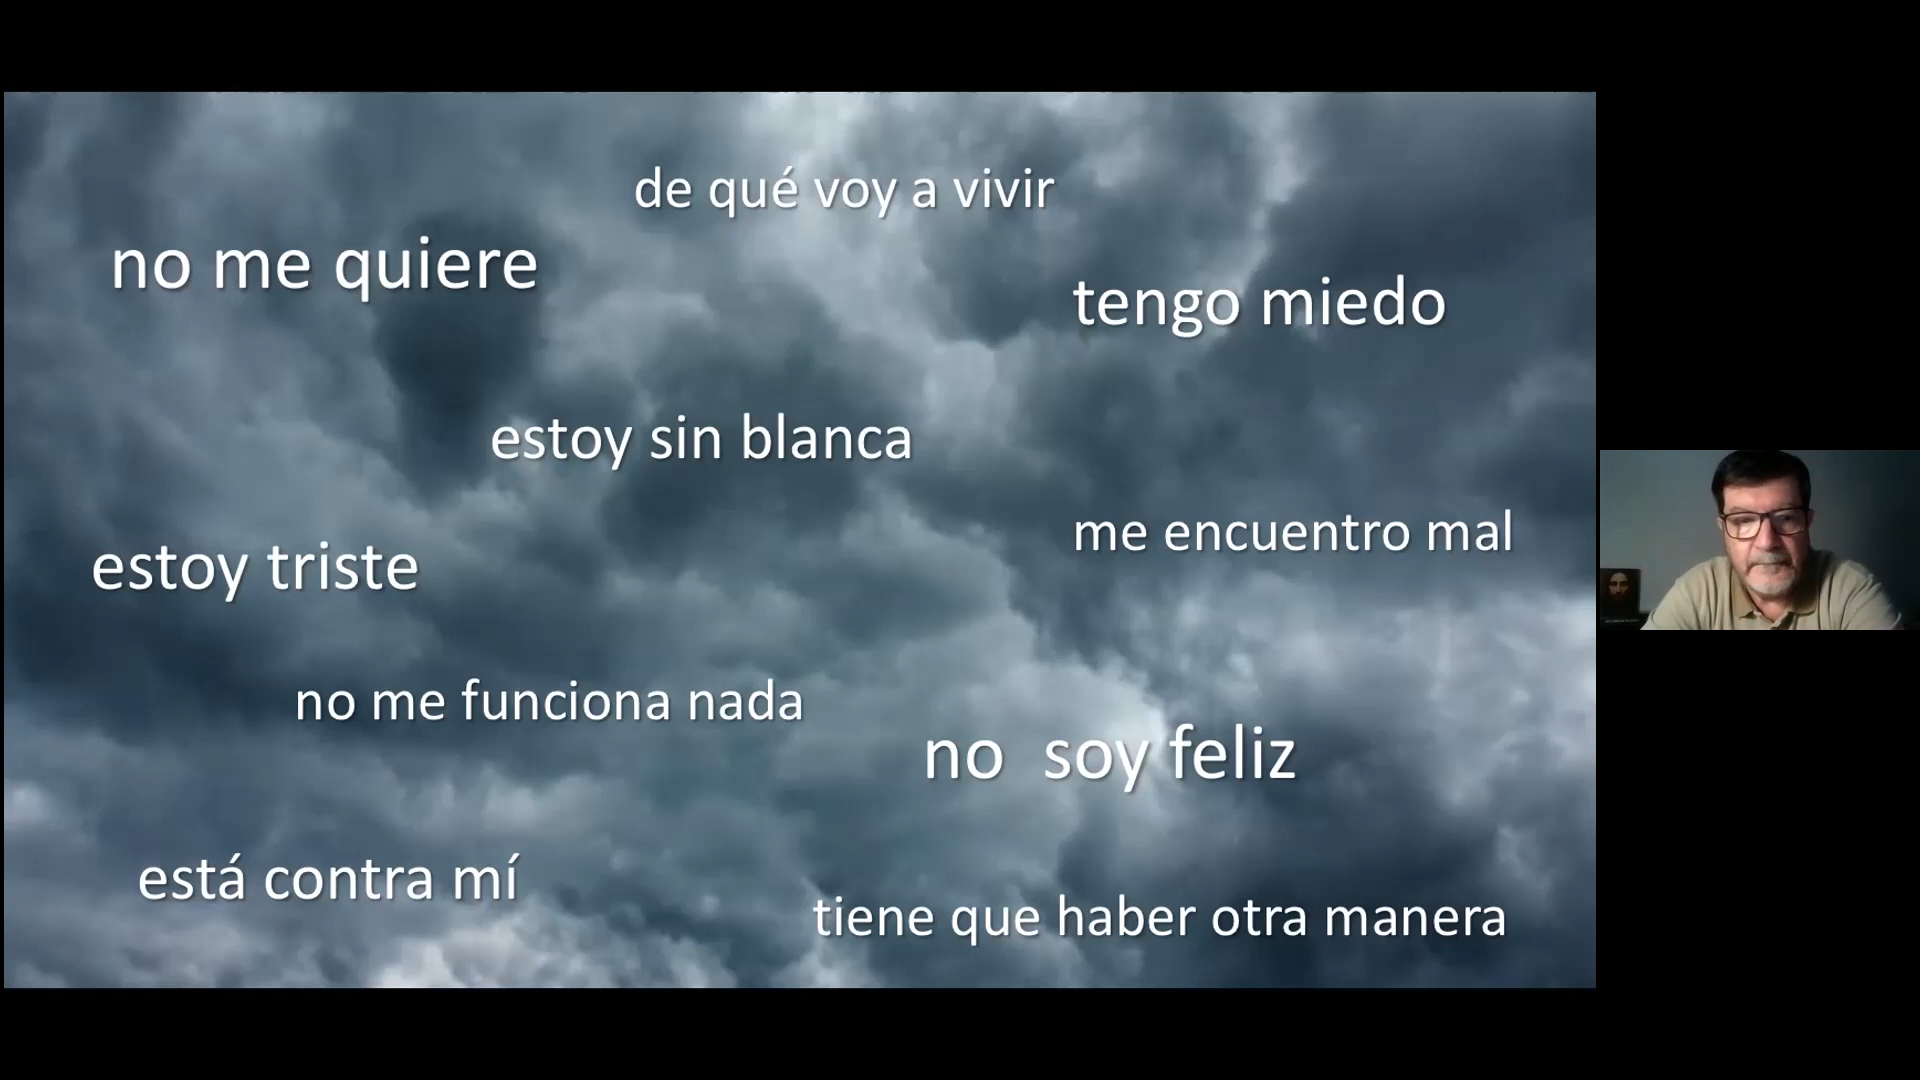 de qué voy a vivir
no me quiere
tengo miedo
estoy sin blanca
me encuentro mal
estoy triste
no me funciona nada
no soy feliz
está contra mí
tiene que haber otra manera